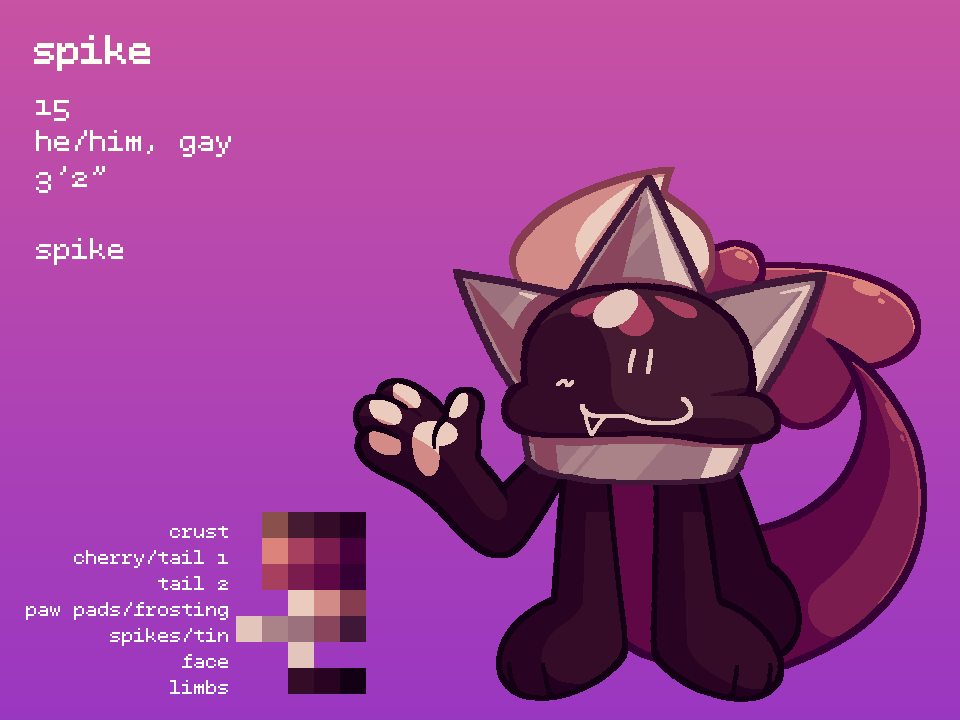 spike
15
he/him, gay
3'2"
spike
crust
cherry/tail 1
tail 2
paw pads/frosting
spikes/tin
face
limbs